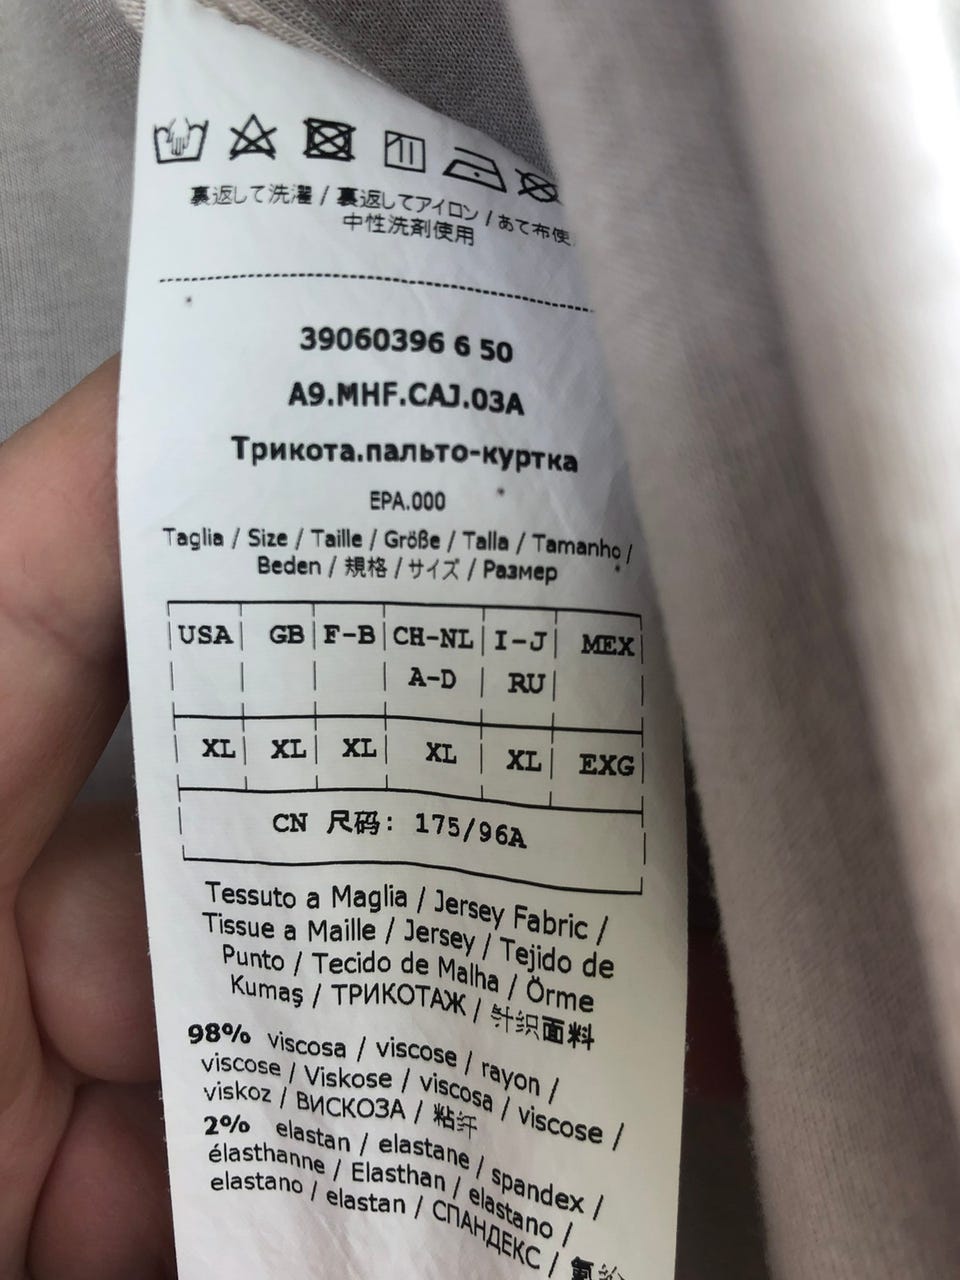 裏返して洗濯 / 裏返してアイロン / あて布使
中性洗剤使用
39060396 6 50
A9.MHF.CAJ.03A
Трикота.пальто-куртка
EPA.000
Taglia / Size / Taille / Größe / Talla / Tamanho /
Beden / 規格 / サイズ / Размер
USA GB F-B CH-NL I-J MEX
A-D RU
XL XL XL XL XL EXG
CN 尺码: 175/96A
Tessuto a Maglia / Jersey Fabric /
Tissue a Maille / Jersey / Tejido de
Punto / Tecido de Malha / Örme
Kumaş / ТРИКОТАЖ / 针织面料
98% viscosa / viscose / rayon /
viscose / Viskose / viscosa / viscose /
viskoz / ВИСКОЗА / 粘纤
2% elastan / elastane / spandex /
élasthanne / Elasthan / elastano /
elastano / elastan / СПАНДЕКС /